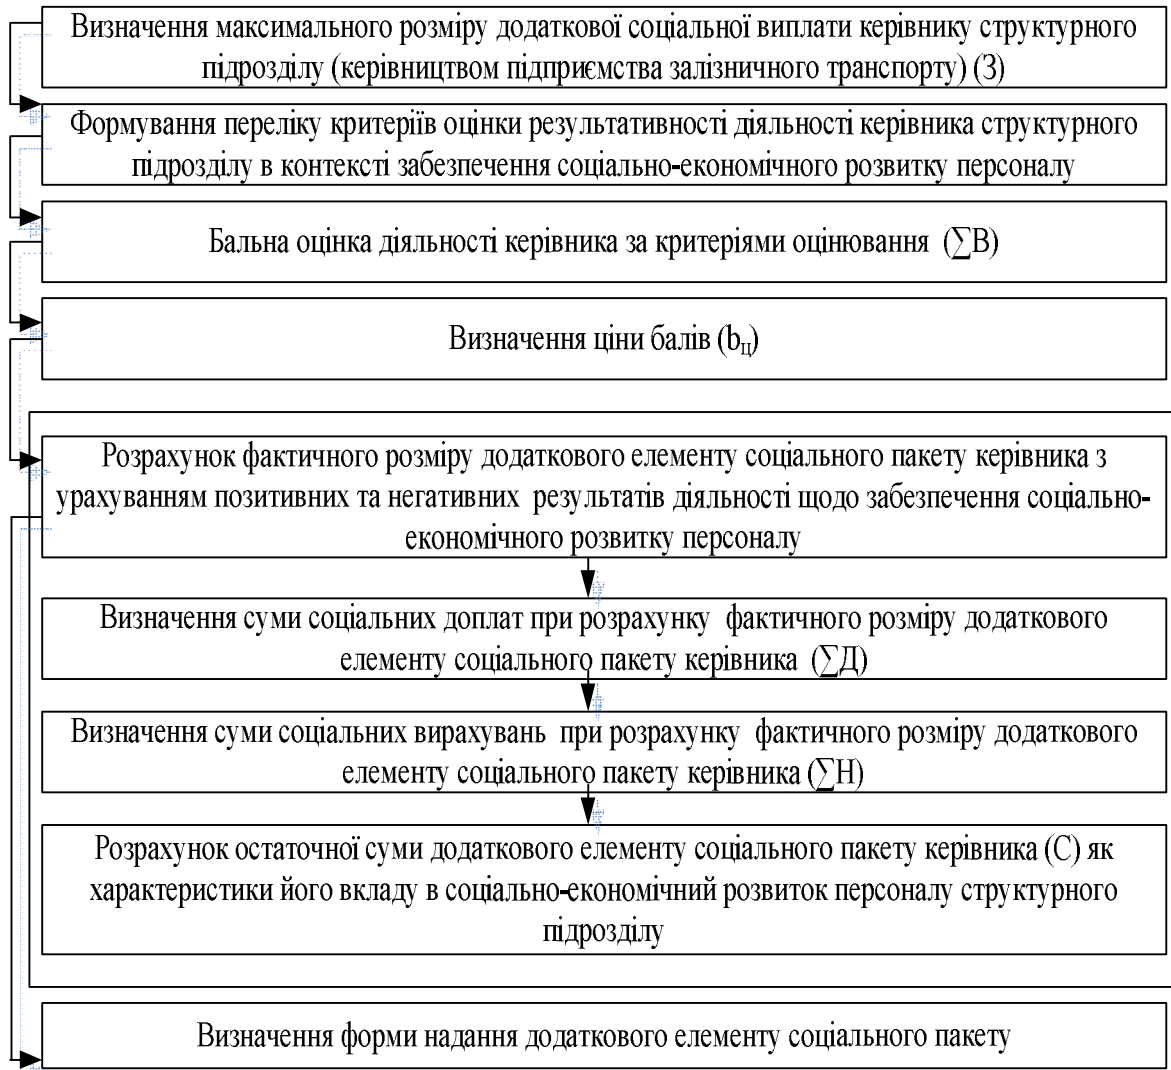 Визначення максимального розміру додаткової соціальної виплати керівнику структурного
підрозділу (керівництвом підприємства залізничного транспорту) (З)
Формування переліку критеріїв оцінки результативності діяльності керівника структурного
підрозділу в контексті забезпечення соціально-економічного розвитку персоналу
Бальна оцінка діяльності керівника за критеріями оцінювання (∑В)
Визначення ціни балів (bц)
Розрахунок фактичного розміру додаткового елементу соціального пакету керівника з
урахуванням позитивних та негативних результатів діяльності щодо забезпечення соціально-
економічного розвитку персоналу
Визначення суми соціальних доплат при розрахунку фактичного розміру додаткового
елементу соціального пакету керівника (∑Д)
Визначення суми соціальних вирахувань при розрахунку фактичного розміру додаткового
елементу соціального пакету керівника (∑Н)
Розрахунок остаточної суми додаткового елементу соціального пакету керівника (С) як
характеристики його вкладу в соціально-економічний розвиток персоналу структурного
підрозділу
Визначення форми надання додаткового елементу соціального пакету